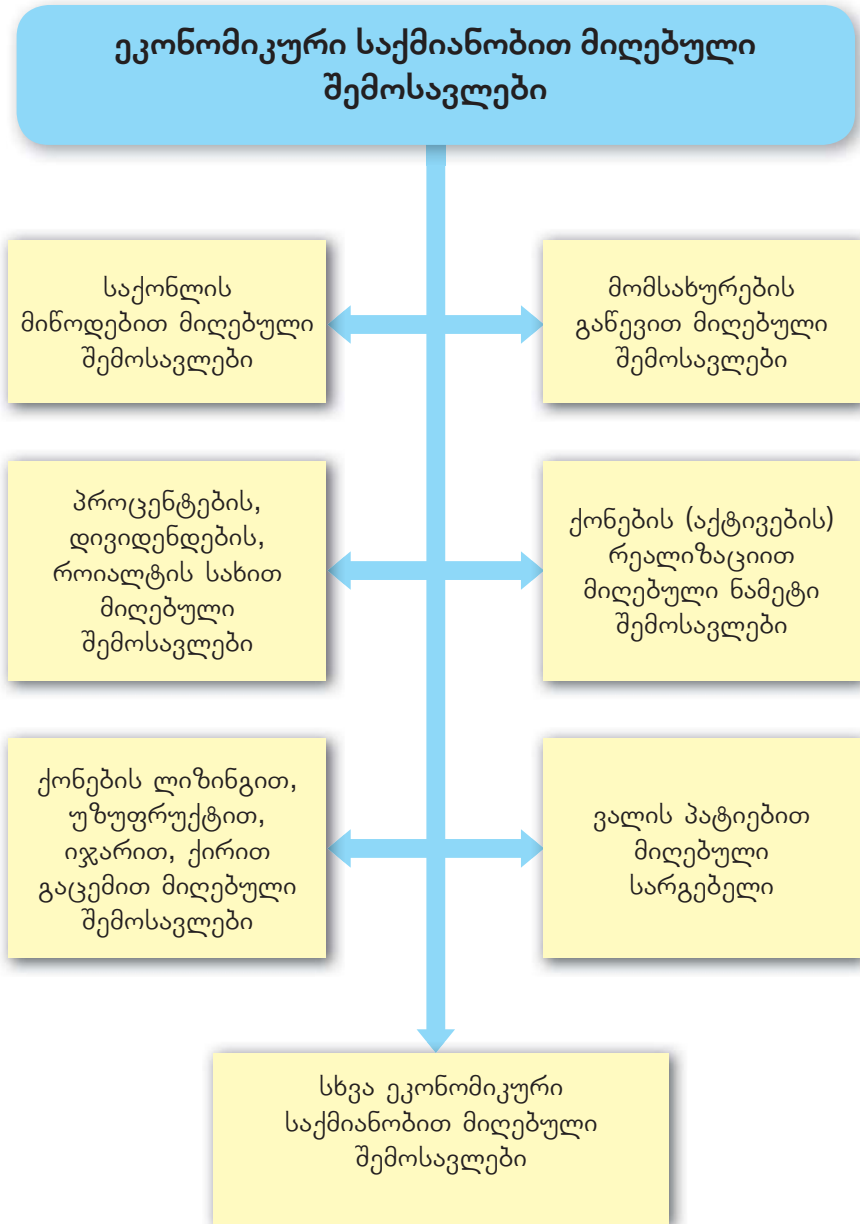 ეკონომიკური საქმიანობით მიღებული
შემოსავლები
საქონლის
მიწოდებით მიღებული
შემოსავლები
მომსახურების
გაწევით მიღებული
შემოსავლები
პროცენტების,
დივიდენდების,
როიალტის სახით
მიღებული
შემოსავლები
ქონების (აქტივების)
რეალიზაციით
მიღებული ნამეტი
შემოსავლები
ქონების ლიზინგით,
უზუფრუქტით,
იჯარით, ქირით
გაცემით მიღებული
შემოსავლები
ვალის პატიებით
მიღებული
სარგებელი
სხვა ეკონომიკური
საქმიანობით მიღებული
შემოსავლები